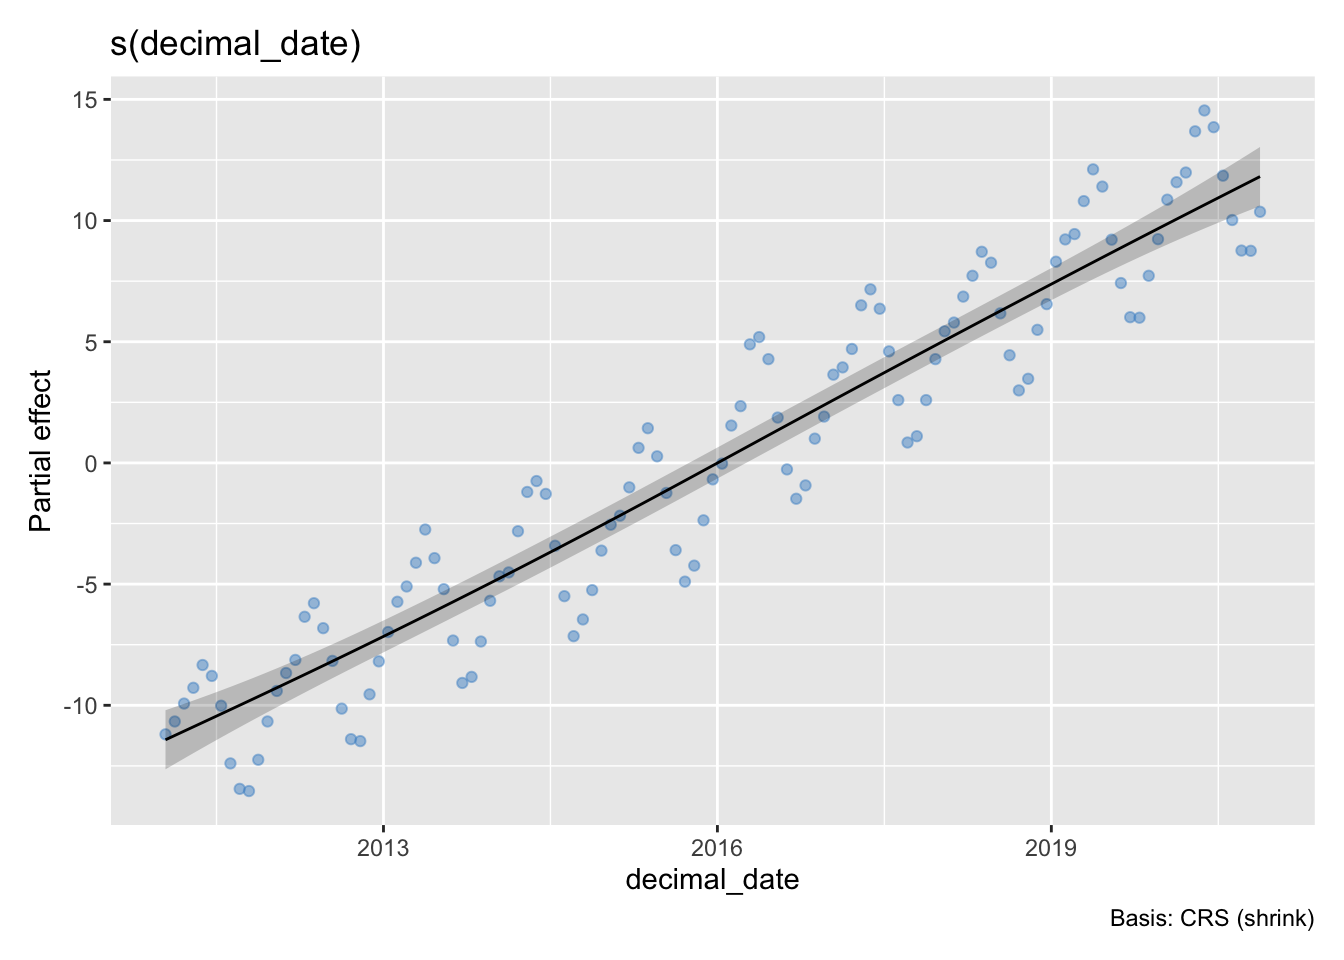 s(decimal_date)
15
10
5
0
-5
-10
Partial effect
2013 2016 2019
decimal_date
Basis: CRS (shrink)